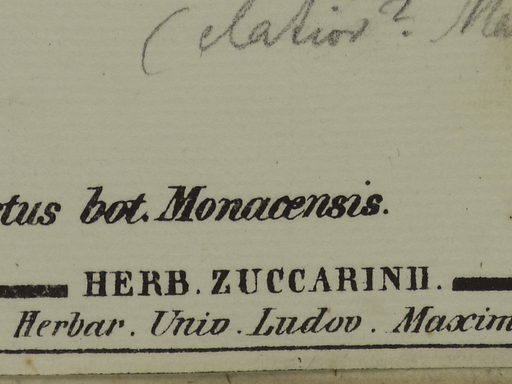 (elatior? Ma
tus bot. Monacensis.
HERB. ZUCCARINII.
Herbar. Univ. Ludov. Maxim